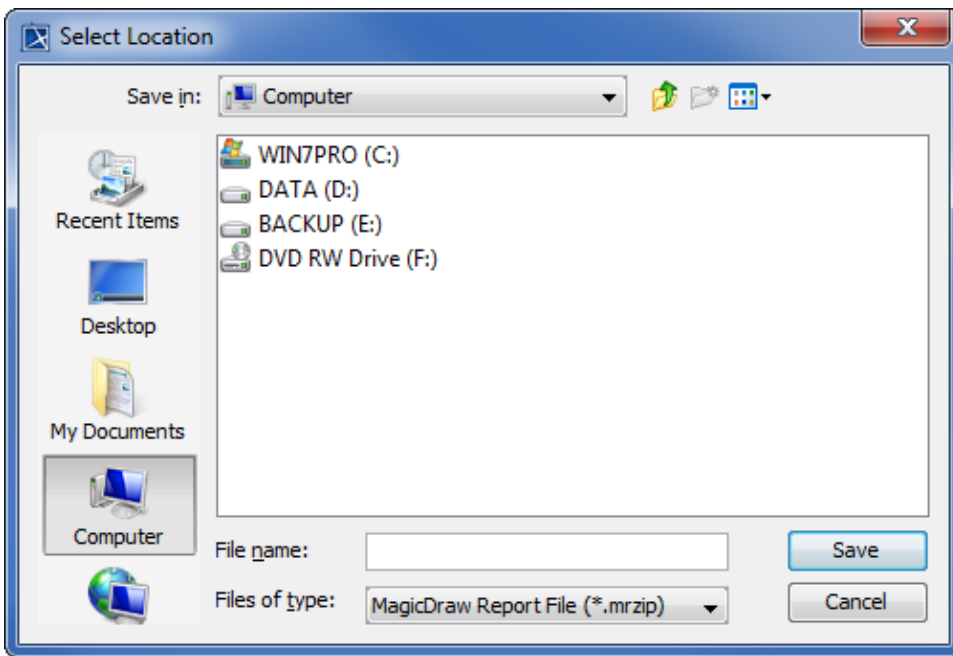 Select Location
Save in: Computer
WIN7PRO (C:)
DATA (D:)
BACKUP (E:)
DVD RW Drive (F:)
Recent Items
Desktop
My Documents
Computer
File name:
Save
Files of type: MagicDraw Report File (*.mrzip)
Cancel